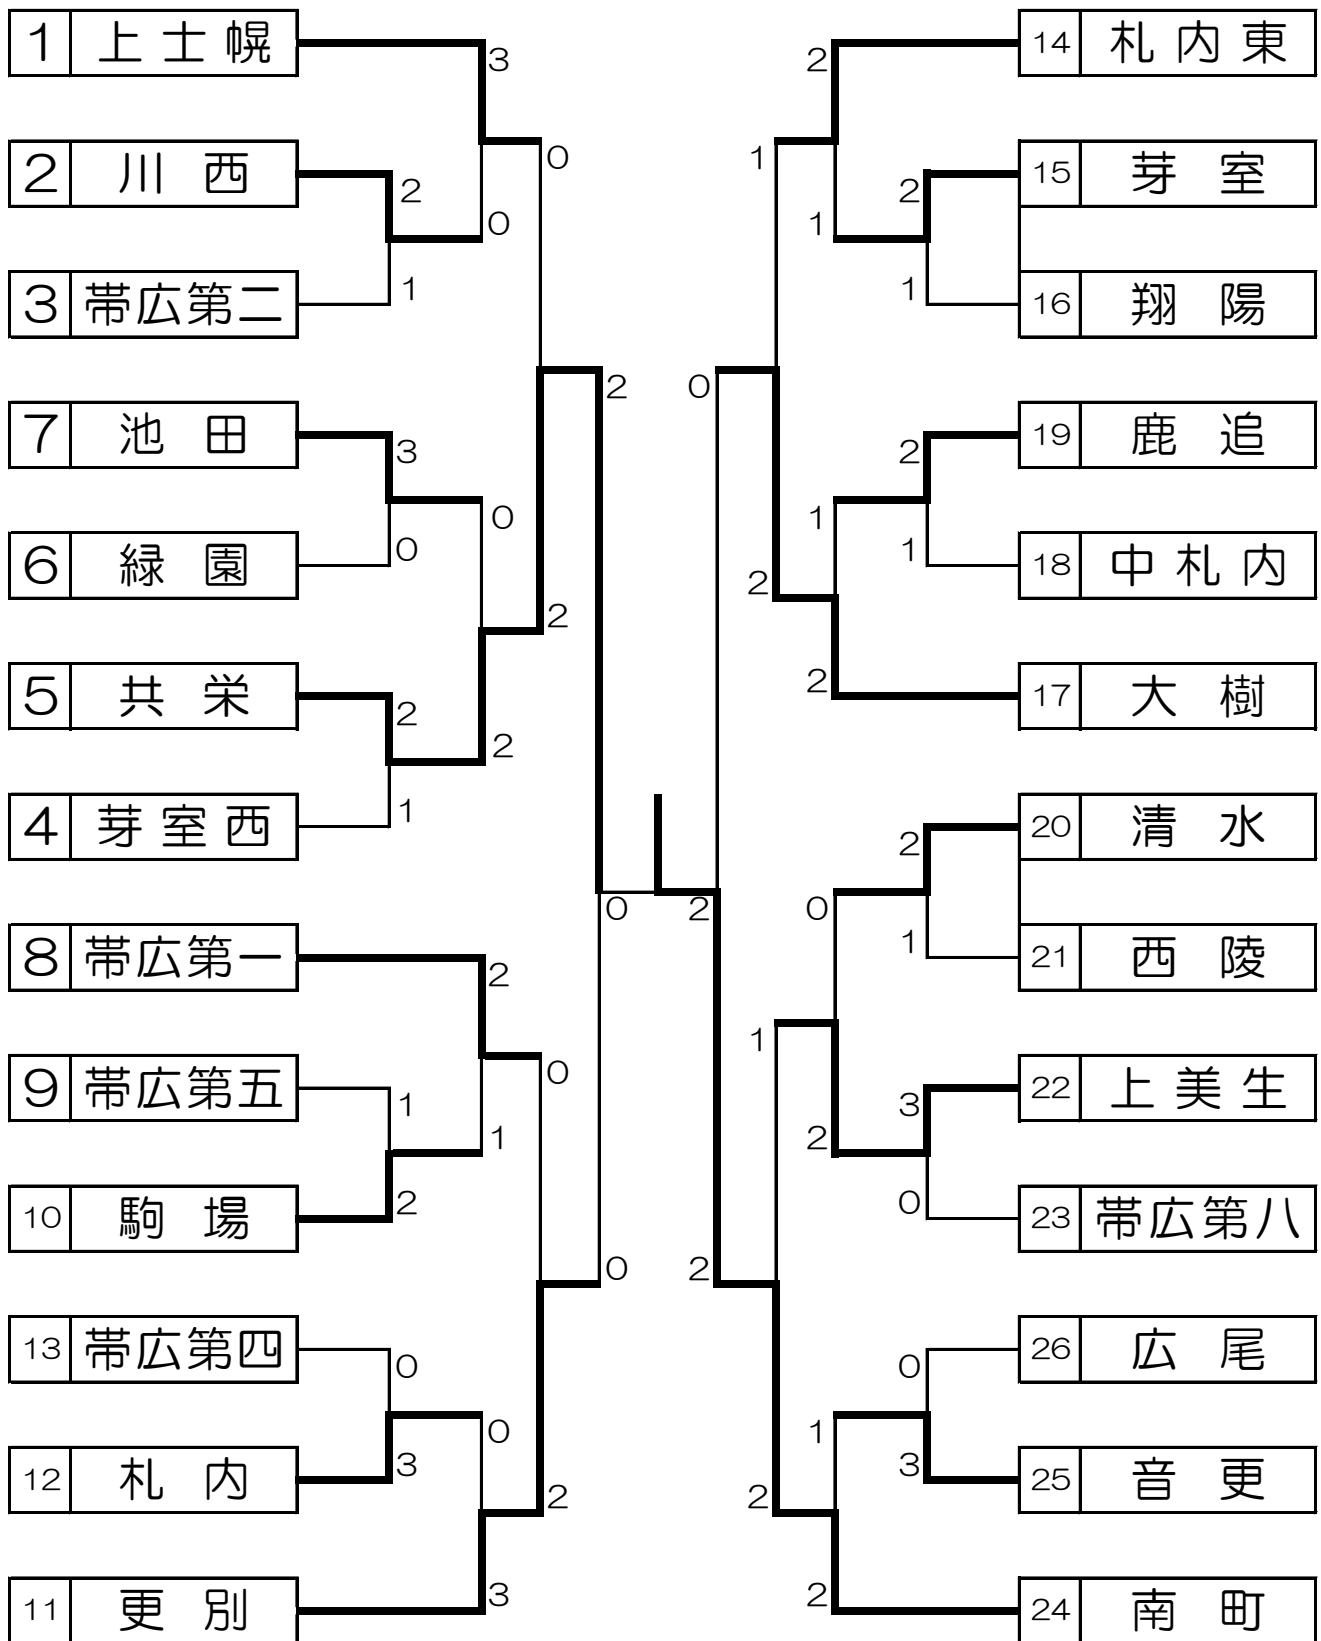 1 上士幌
3
2 川西
2
0
0
3 帯広第二
1
7 池田
3
0
2
6 緑園
0
2
5 共栄
2
2
4 芽室西
1
0
8 帯広第一
2
0
9 帯広第五
1
1
10 駒場
2
0
13 帯広第四
0
0
12 札内
3
2
11 更別
3
2
14 札内東
1
2
15 芽室
1
1
16 翔陽
0
2
19 鹿追
1
1
18 中札内
2
2
17 大樹
2
20 清水
2
0
1
21 西陵
1
3
22 上美生
2
0
23 帯広第八
2
0
26 広尾
1
3
25 音更
2
2
24 南町